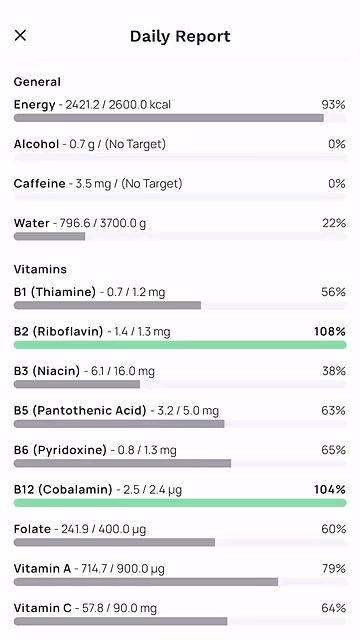 Daily Report
General
Energy - 2421.2 / 2600.0 kcal 93%
Alcohol - 0.7 g / (No Target) 0%
Caffeine - 3.5 mg / (No Target) 0%
Water - 796.6 / 3700.0 g 22%
Vitamins
B1 (Thiamine) - 0.7 / 1.2 mg 56%
B2 (Riboflavin) - 1.4 / 1.3 mg 108%
B3 (Niacin) - 6.1 / 16.0 mg 38%
B5 (Pantothenic Acid) - 3.2 / 5.0 mg 63%
B6 (Pyridoxine) - 0.8 / 1.3 mg 65%
B12 (Cobalamin) - 2.5 / 2.4 µg 104%
Folate - 241.9 / 400.0 µg 60%
Vitamin A - 714.7 / 900.0 µg 79%
Vitamin C - 57.8 / 90.0 mg 64%